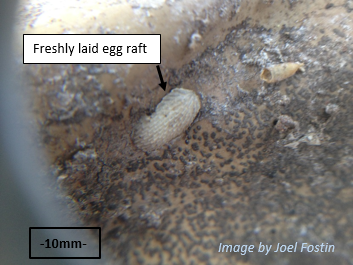 Freshly laid egg raft
-10mm-
Image by Joel Fostin